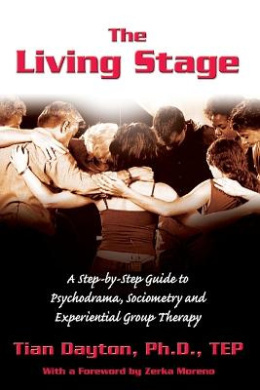 The
Living Stage
A Step-by-Step Guide to
Psychodrama, Sociometry and
Experiential Group Therapy
Tian Dayton, Ph.D., TEP
With a Foreword by Zerka Moreno